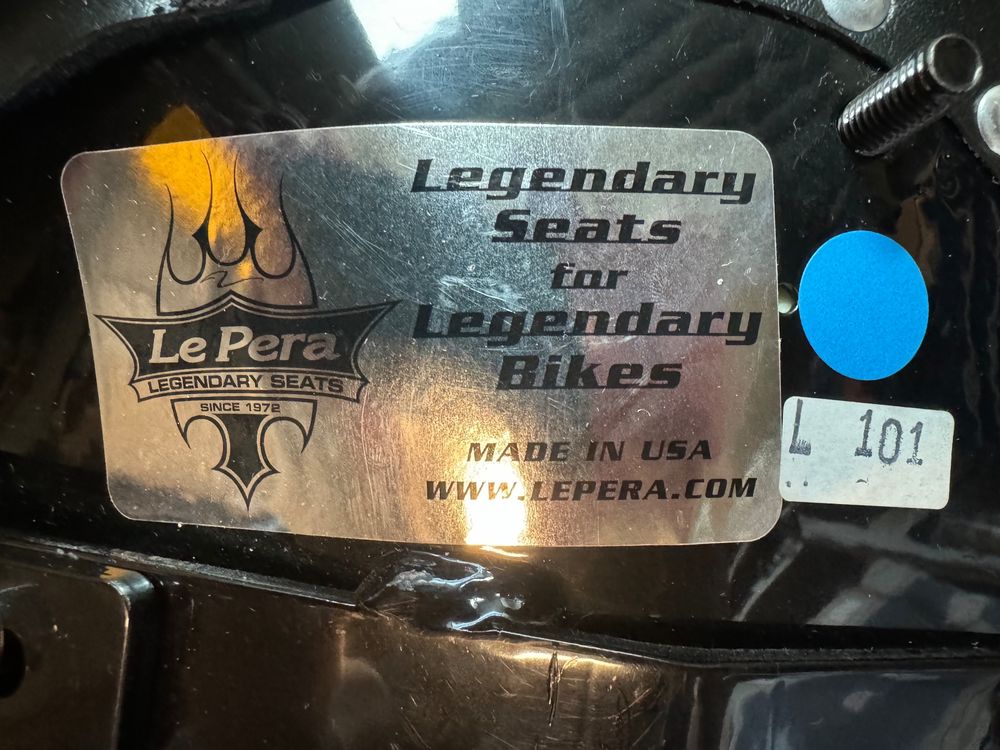 Le Pera
LEGENDARY SEATS
SINCE 1972
Legendary
Seats
for
Legendary
Bikes
MADE IN USA
WWW.LEPERA.COM
L 101